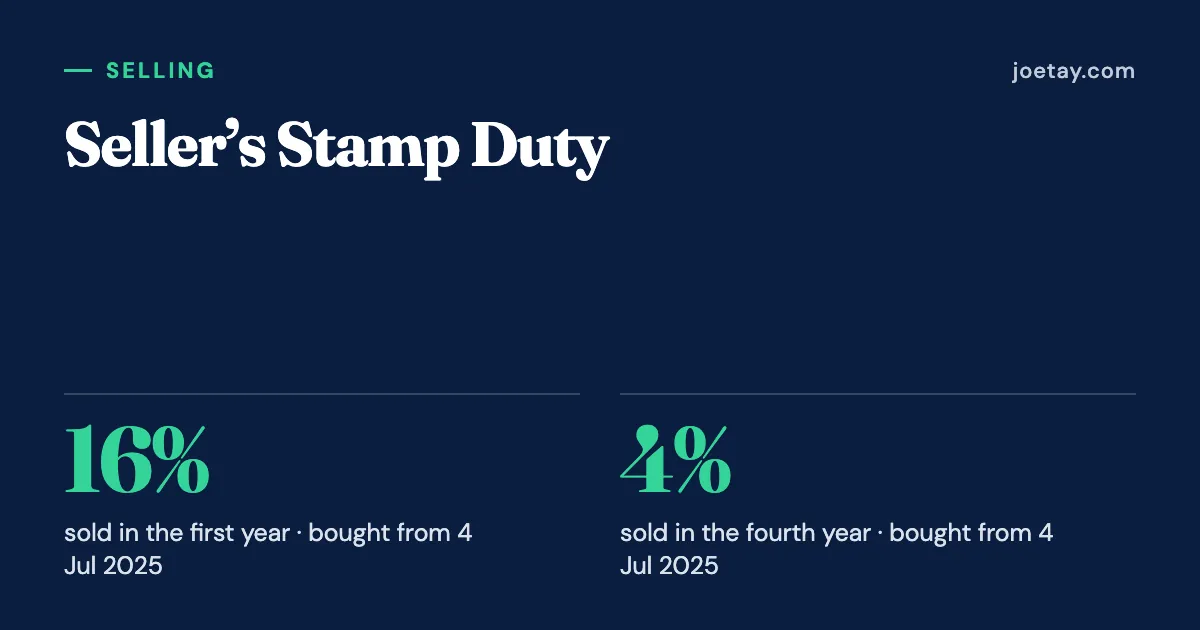 — SELLING
joetay.com
Seller’s Stamp Duty
16%
sold in the first year · bought from 4
Jul 2025
4%
sold in the fourth year · bought from 4
Jul 2025